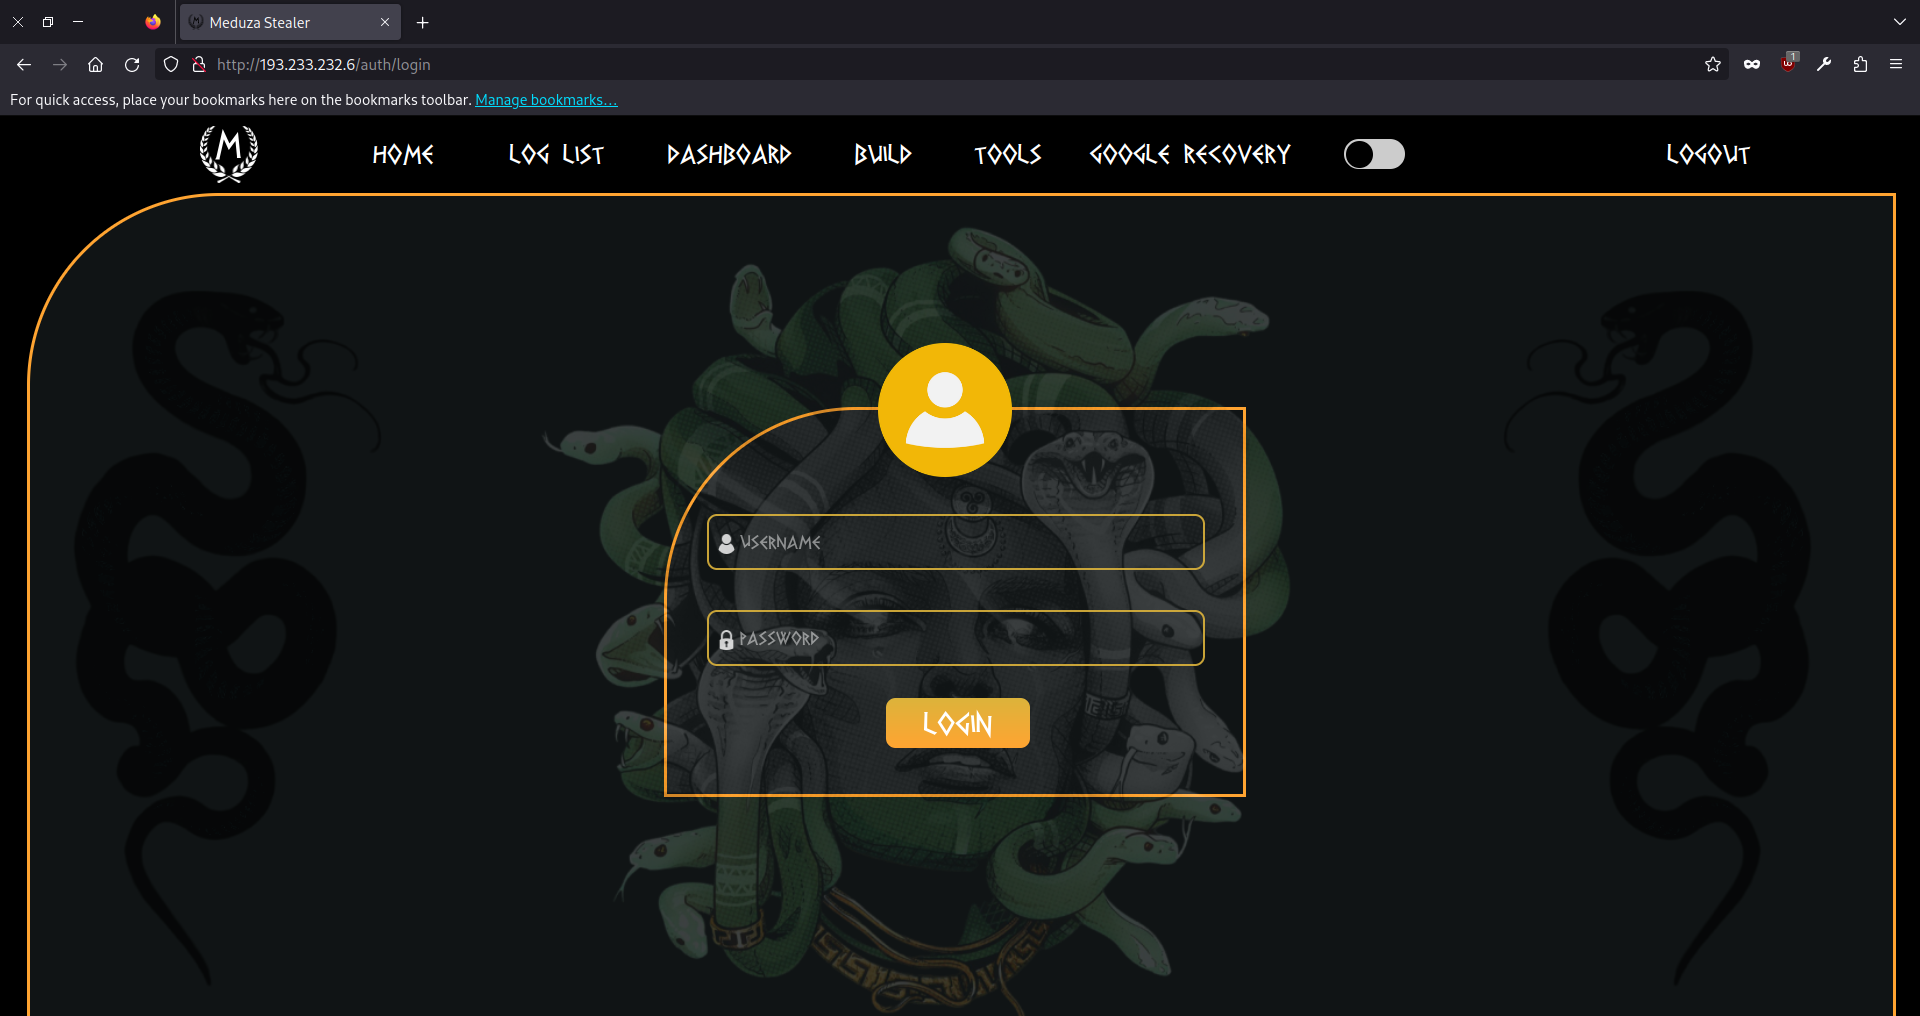 Meduza Stealer
http://193.233.232.6/auth/login
1
For quick access, place your bookmarks here on the bookmarks toolbar. Manage bookmarks...
M HOME LOG LIST DASHBOARD BUILD TOOLS GOOGLE RECOVERY LOGOUT
USERNAME
PASSWORD
LOGIN